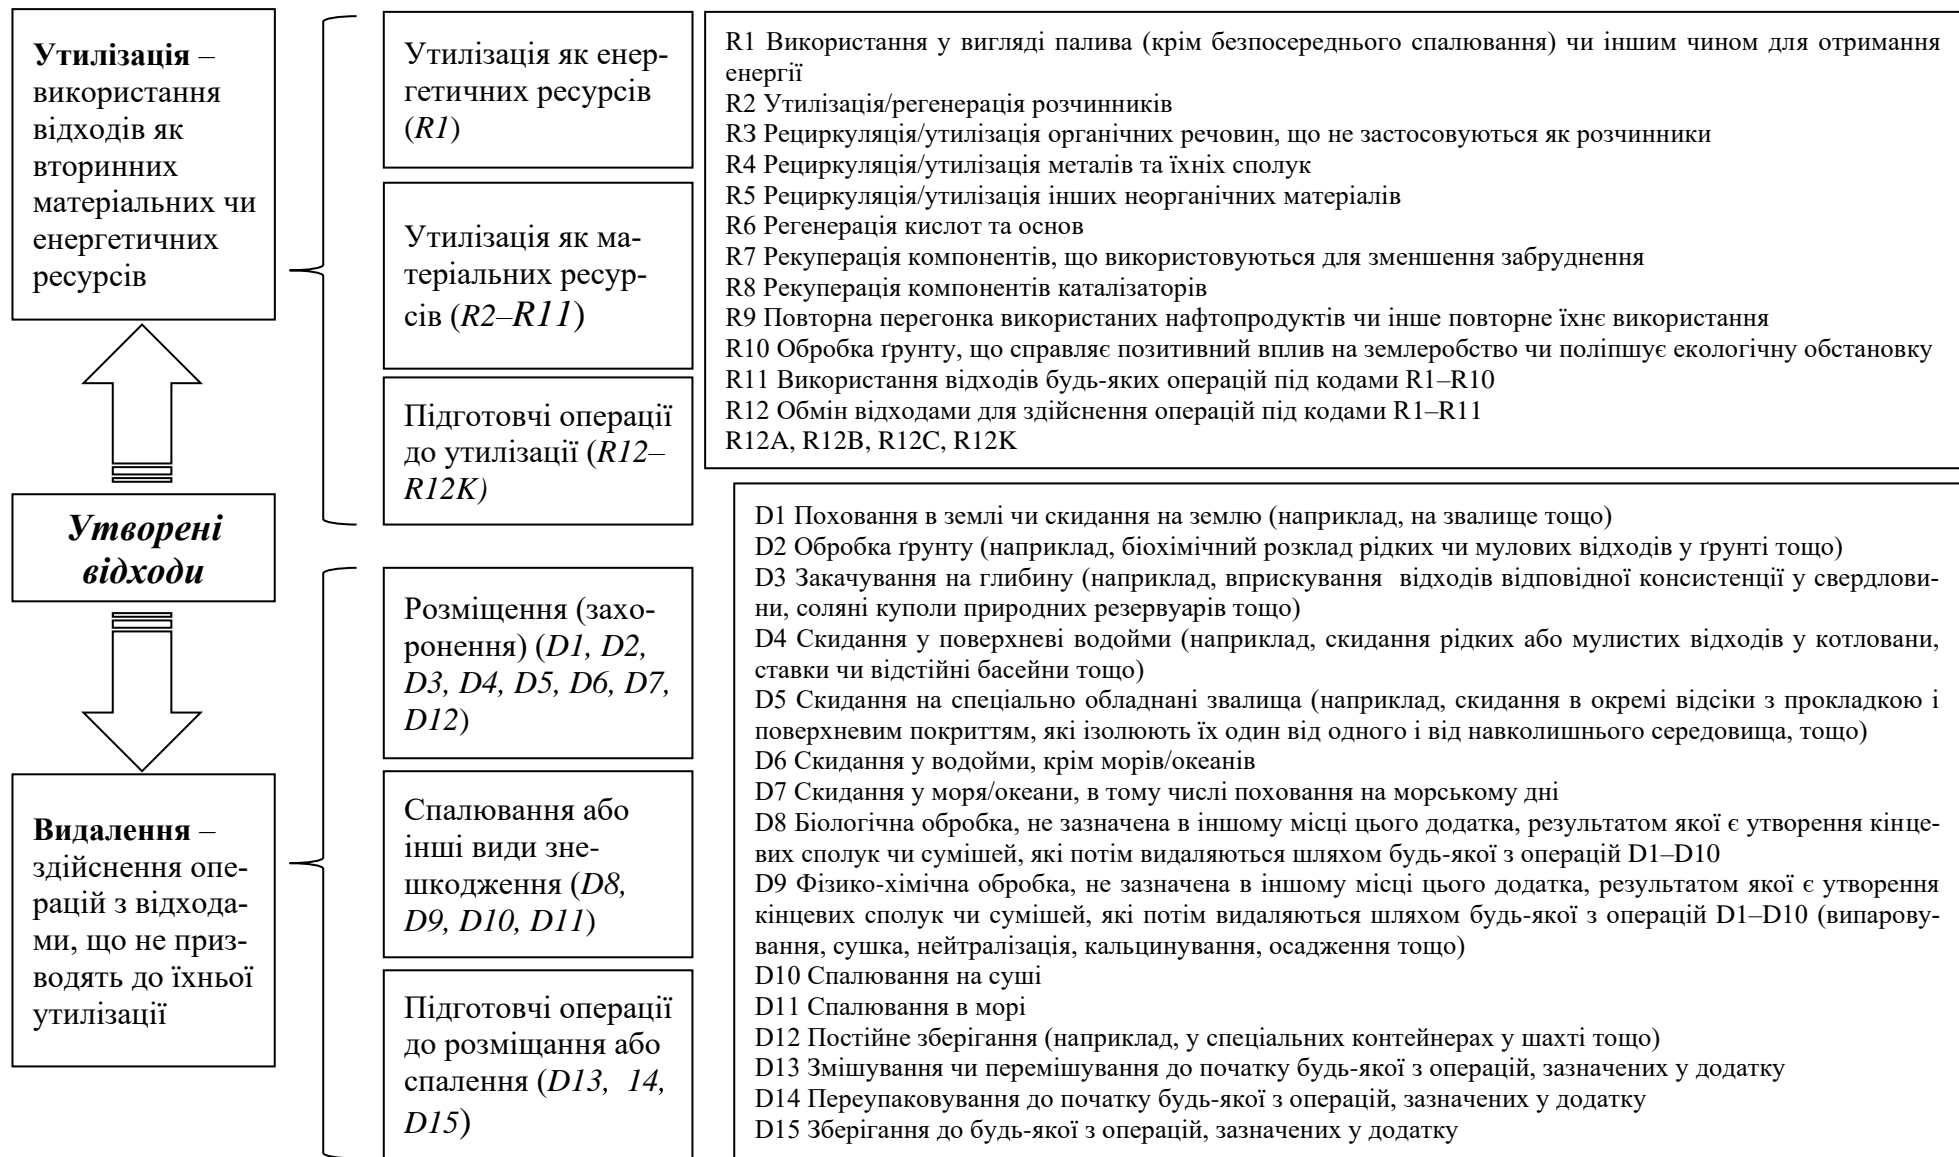 Утилізація –
використання
відходів як
вторинних
матеріальних чи
енергетичних
ресурсів
Утворені
відходи
Видалення –
здійснення опе-
рацій з відхода-
ми, що не приз-
водять до їхньої
утилізації
Утилізація як енер-
гетичних ресурсів
(R1)
Утилізація як ма-
теріальних ресур-
сів (R2–R11)
Підготовчі операції
до утилізації (R12–
R12K)
Розміщення (захо-
ронення) (D1, D2,
D3, D4, D5, D6, D7,
D12)
Спалювання або
інші види зне-
шкодження (D8,
D9, D10, D11)
Підготовчі операції
до розміщання або
спалення (D13, 14,
D15)
R1 Використання у вигляді палива (крім безпосереднього спалювання) чи іншим чином для отримання
енергії
R2 Утилізація/регенерація розчинників
R3 Рециркуляція/утилізація органічних речовин, що не застосовуються як розчинники
R4 Рециркуляція/утилізація металів та їхніх сполук
R5 Рециркуляція/утилізація інших неорганічних матеріалів
R6 Регенерація кислот та основ
R7 Рекуперація компонентів, що використовуються для зменшення забруднення
R8 Рекуперація компонентів каталізаторів
R9 Повторна перегонка використаних нафтопродуктів чи інше повторне їхнє використання
R10 Обробка ґрунту, що справляє позитивний вплив на землеробство чи поліпшує екологічну обстановку
R11 Використання відходів будь-яких операцій під кодами R1–R10
R12 Обмін відходами для здійснення операцій під кодами R1–R11
R12A, R12B, R12C, R12K
D1 Поховання в землі чи скидання на землю (наприклад, на звалище тощо)
D2 Обробка ґрунту (наприклад, біохімічний розклад рідких чи мулових відходів у ґрунті тощо)
D3 Закачування на глибину (наприклад, вприскування відходів відповідної консистенції у свердлови-
ни, соляні куполи природних резервуарів тощо)
D4 Скидання у поверхневі водойми (наприклад, скидання рідких або мулистих відходів у котловани,
ставки чи відстійні басейни тощо)
D5 Скидання на спеціально обладнані звалища (наприклад, скидання в окремі відсіки з прокладкою і
поверхневим покриттям, які ізолюють їх один від одного і від навколишнього середовища, тощо)
D6 Скидання у водойми, крім морів/океанів
D7 Скидання у моря/океани, в тому числі поховання на морському дні
D8 Біологічна обробка, не зазначена в іншому місці цього додатка, результатом якої є утворення кінце-
вих сполук чи сумішей, які потім видаляються шляхом будь-якої з операцій D1–D10
D9 Фізико-хімічна обробка, не зазначена в іншому місці цього додатка, результатом якої є утворення
кінцевих сполук чи сумішей, які потім видаляються шляхом будь-якої з операцій D1–D10 (випарову-
вання, сушка, нейтралізація, кальцинування, осадження тощо)
D10 Спалювання на суші
D11 Спалювання в морі
D12 Постійне зберігання (наприклад, у спеціальних контейнерах у шахті тощо)
D13 Змішування чи перемішування до початку будь-якої з операцій, зазначених у додатку
D14 Переупаковування до початку будь-якої з операцій, зазначених у додатку
D15 Зберігання до будь-якої з операцій, зазначених у додатку